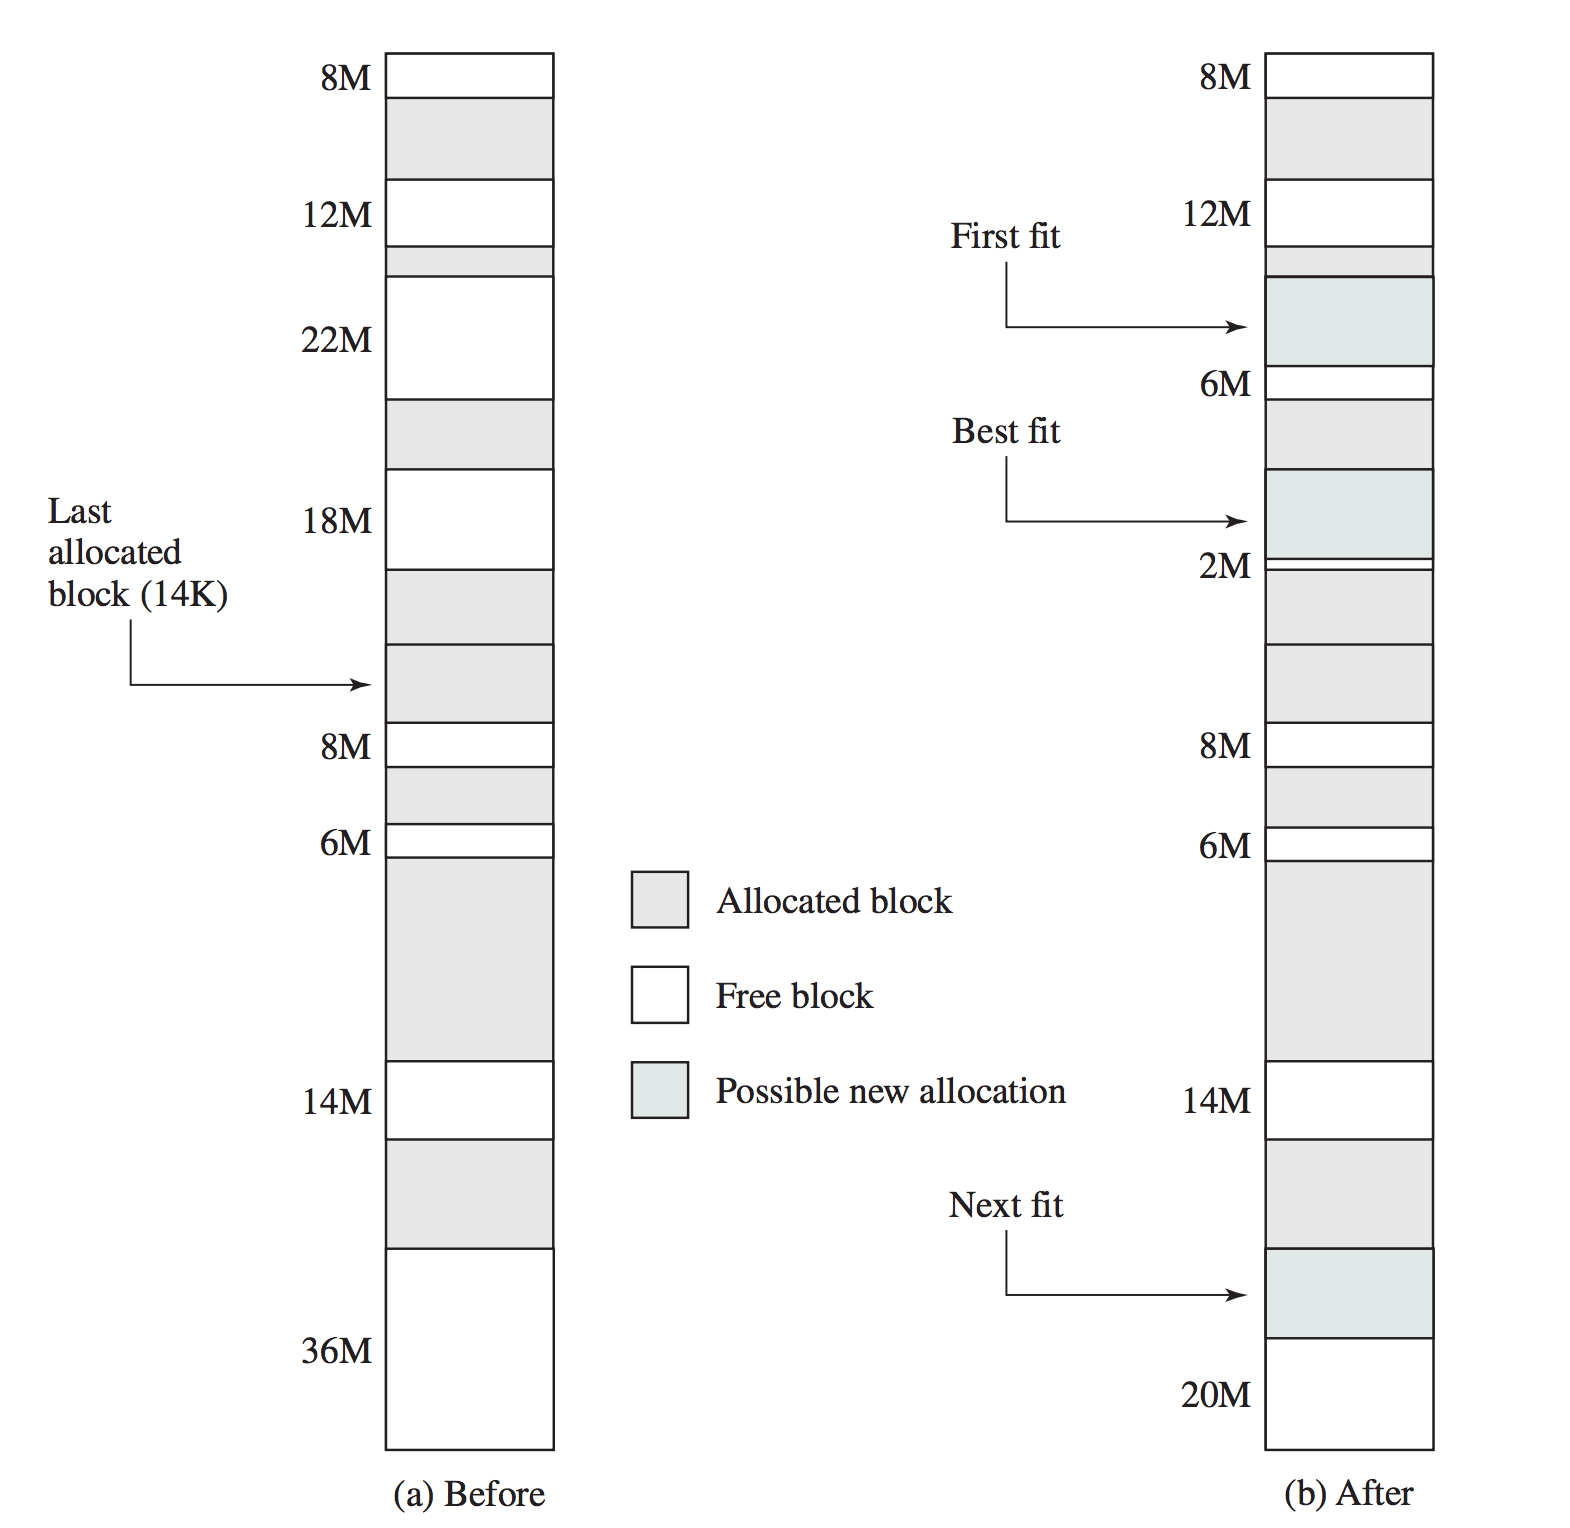 8M
12M
22M
18M
Last
allocated
block (14K)
8M
6M
14M
36M
(a) Before
Allocated block
Free block
Possible new allocation
8M
12M
First fit
6M
Best fit
2M
8M
6M
14M
Next fit
20M
(b) After